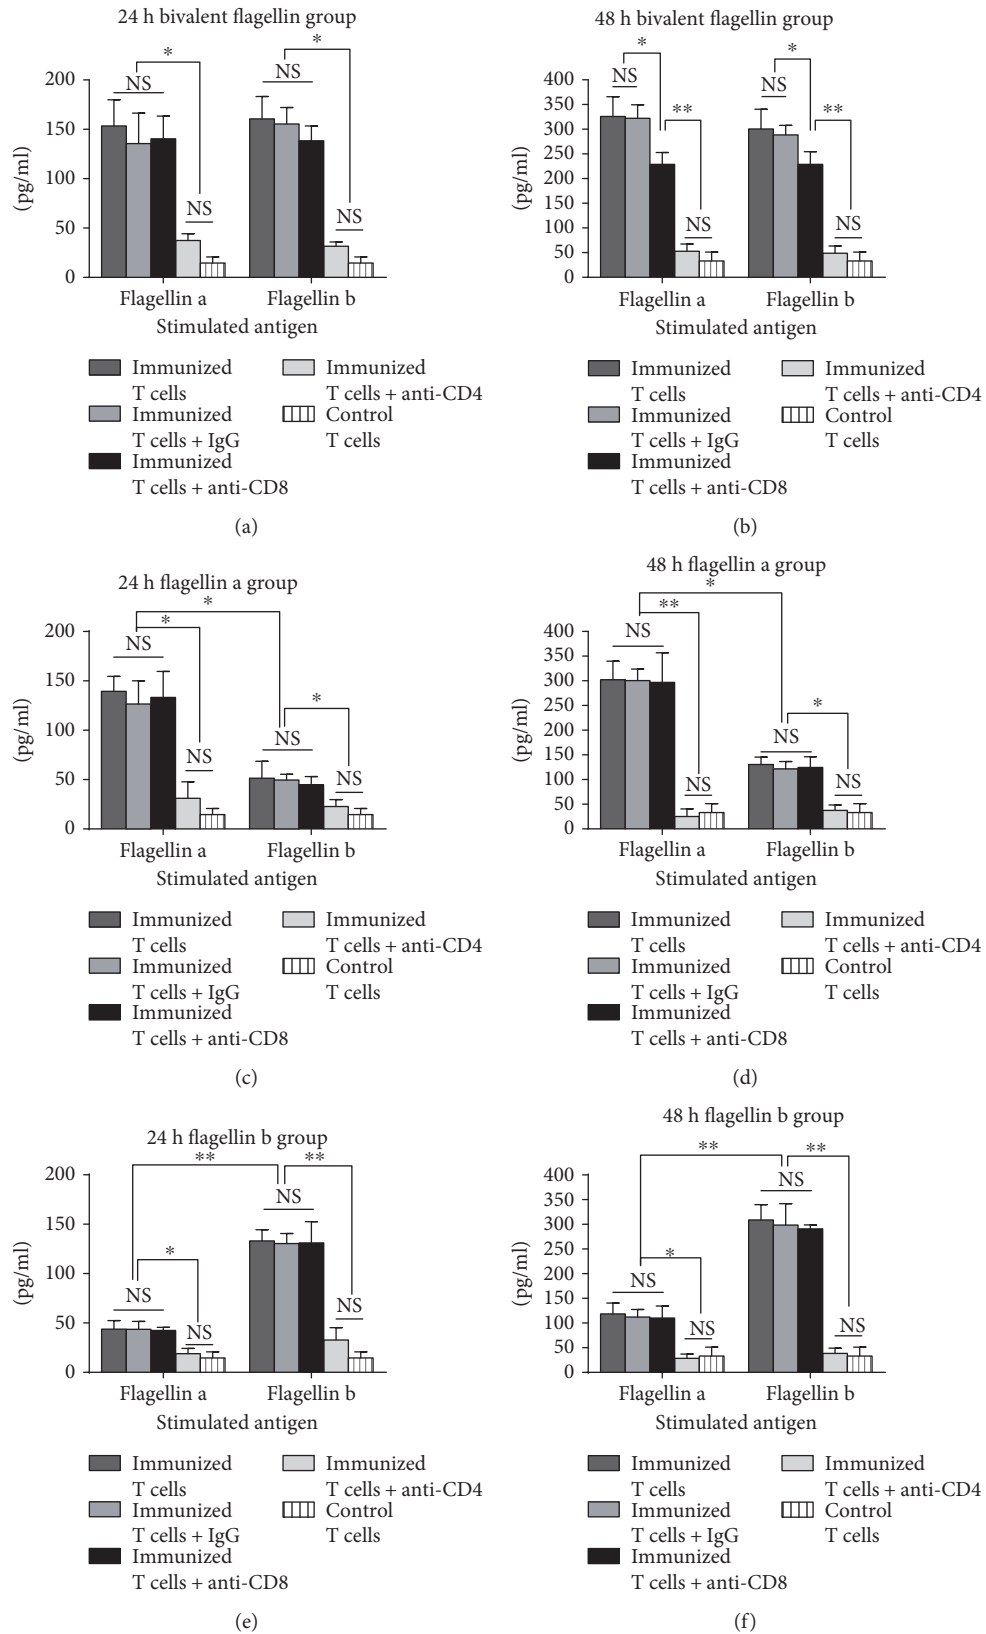 24 h bivalent flagellin group
*
*
NS
NS
NS
NS
200
150
100
50
0
(pg/ml)
Flagellin a
Flagellin b
Stimulated antigen
Immunized
T cells
Immunized
T cells + IgG
Immunized
T cells + anti-CD8
Immunized
T cells + anti-CD4
Control
T cells
(a)
48 h bivalent flagellin group
*
*
NS
NS
**
**
NS
NS
400
350
300
250
200
150
100
50
0
(pg/ml)
Flagellin a
Flagellin b
Stimulated antigen
Immunized
T cells
Immunized
T cells + IgG
Immunized
T cells + anti-CD8
Immunized
T cells + anti-CD4
Control
T cells
(b)
24 h flagellin a group
*
*
NS
*
NS
NS
NS
200
150
100
50
0
(pg/ml)
Flagellin a
Flagellin b
Stimulated antigen
Immunized
T cells
Immunized
T cells + IgG
Immunized
T cells + anti-CD8
Immunized
T cells + anti-CD4
Control
T cells
(c)
48 h flagellin a group
*
**
NS
*
NS
NS
NS
400
350
300
250
200
150
100
50
0
(pg/ml)
Flagellin a
Flagellin b
Stimulated antigen
Immunized
T cells
Immunized
T cells + IgG
Immunized
T cells + anti-CD8
Immunized
T cells + anti-CD4
Control
T cells
(d)
24 h flagellin b group
**
**
NS
*
NS
NS
NS
200
150
100
50
0
(pg/ml)
Flagellin a
Flagellin b
Stimulated antigen
Immunized
T cells
Immunized
T cells + IgG
Immunized
T cells + anti-CD8
Immunized
T cells + anti-CD4
Control
T cells
(e)
48 h flagellin b group
**
**
NS
*
NS
NS
NS
400
350
300
250
200
150
100
50
0
(pg/ml)
Flagellin a
Flagellin b
Stimulated antigen
Immunized
T cells
Immunized
T cells + IgG
Immunized
T cells + anti-CD8
Immunized
T cells + anti-CD4
Control
T cells
(f)